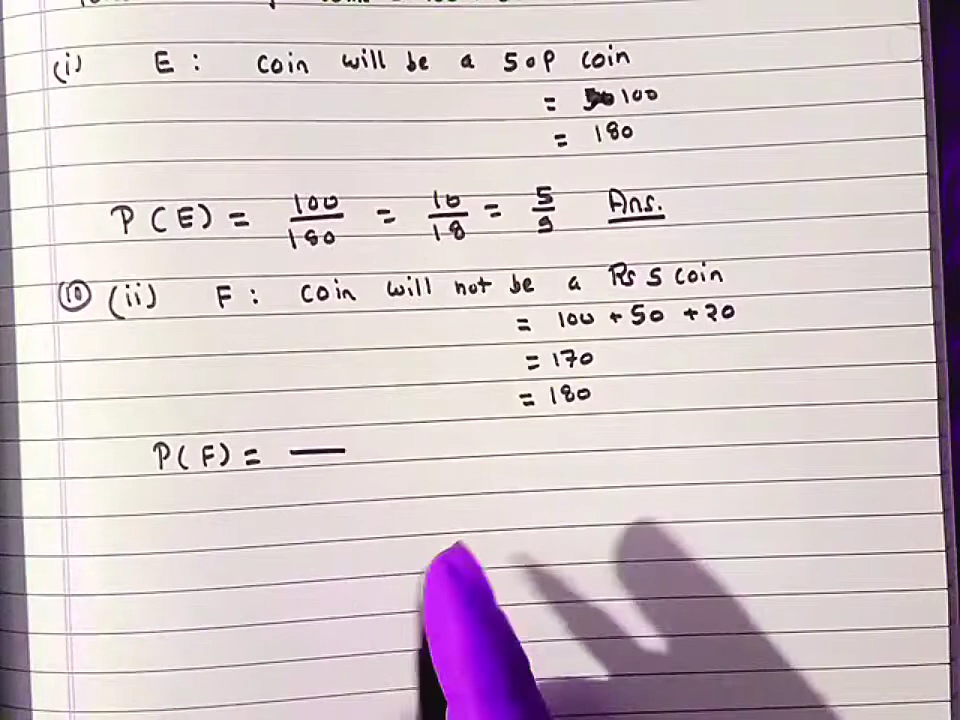 (i) E : coin will be a 50p coin
= 100
= 180
P(E) = 100/180 = 10/18 = 5/9 Ans.
(10) (ii) F : coin will not be a Rs 5 coin
= 100 + 50 + 20
= 170
= 180
P(F) = —